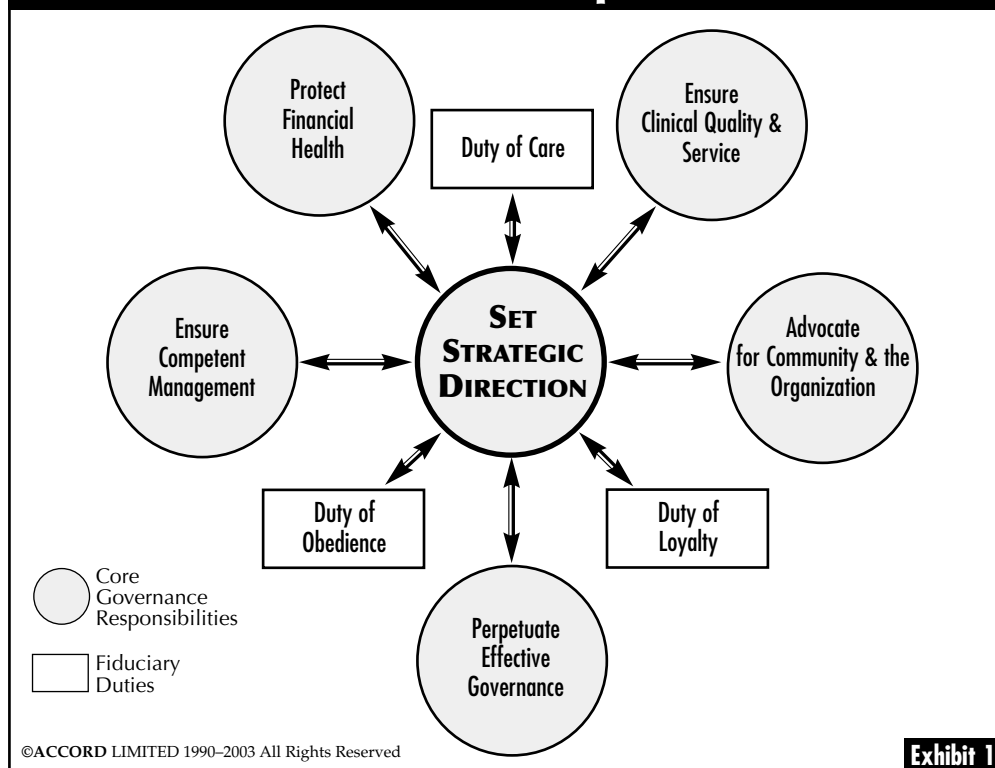 Protect
Financial
Health
Duty of Care
Ensure
Clinical Quality &
Service
Ensure
Competent
Management
SET
STRATEGIC
DIRECTION
Advocate
for Community & the
Organization
Duty of
Obedience
Duty of
Loyalty
Perpetuate
Effective
Governance
Core
Governance
Responsibilities
Fiduciary
Duties
©ACCORD LIMITED 1990–2003 All Rights Reserved
Exhibit 1